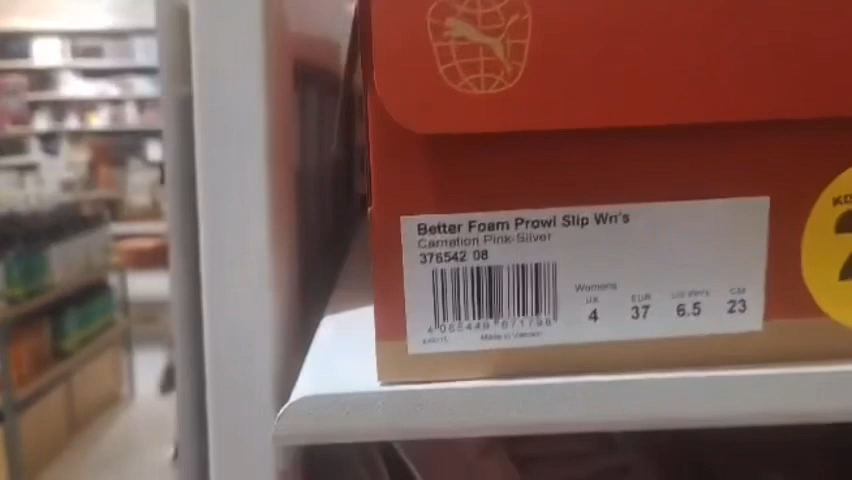 Better Foam Prowl Slip Wn's
Carnation Pink-Silver
376542 08
Womens
UK EUR CM
4 37 6.5 23
Made in Vietnam